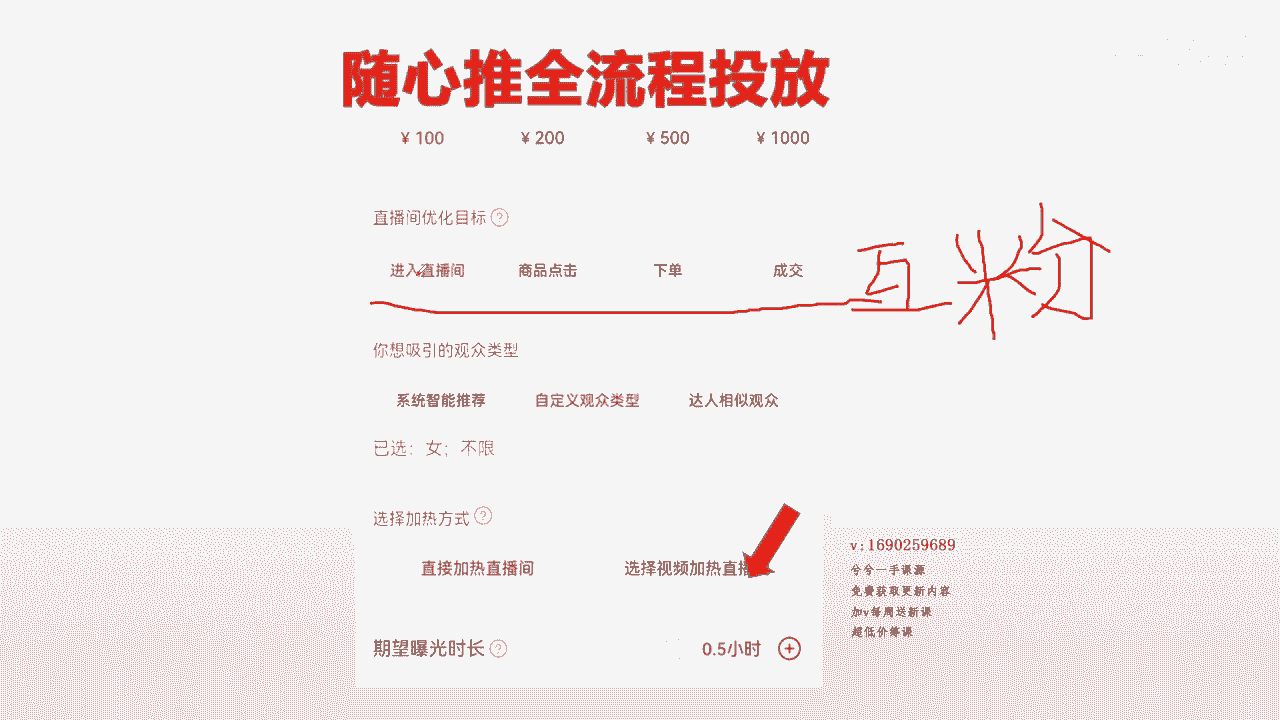 随心推全流程投放
¥ 100 ¥ 200 ¥ 500 ¥ 1000
直播间优化目标 ?
进入直播间 商品点击 下单 成交
互粉
你想吸引的观众类型
系统智能推荐 自定义观众类型 达人相似观众
已选：女；不限
选择加热方式 ?
直接加热直播间 选择视频加热直播
v:1690259689
兮兮一手课源
免费获取更新内容
加v每周送新课
超低价筹课
期望曝光时长 ? 0.5小时 +